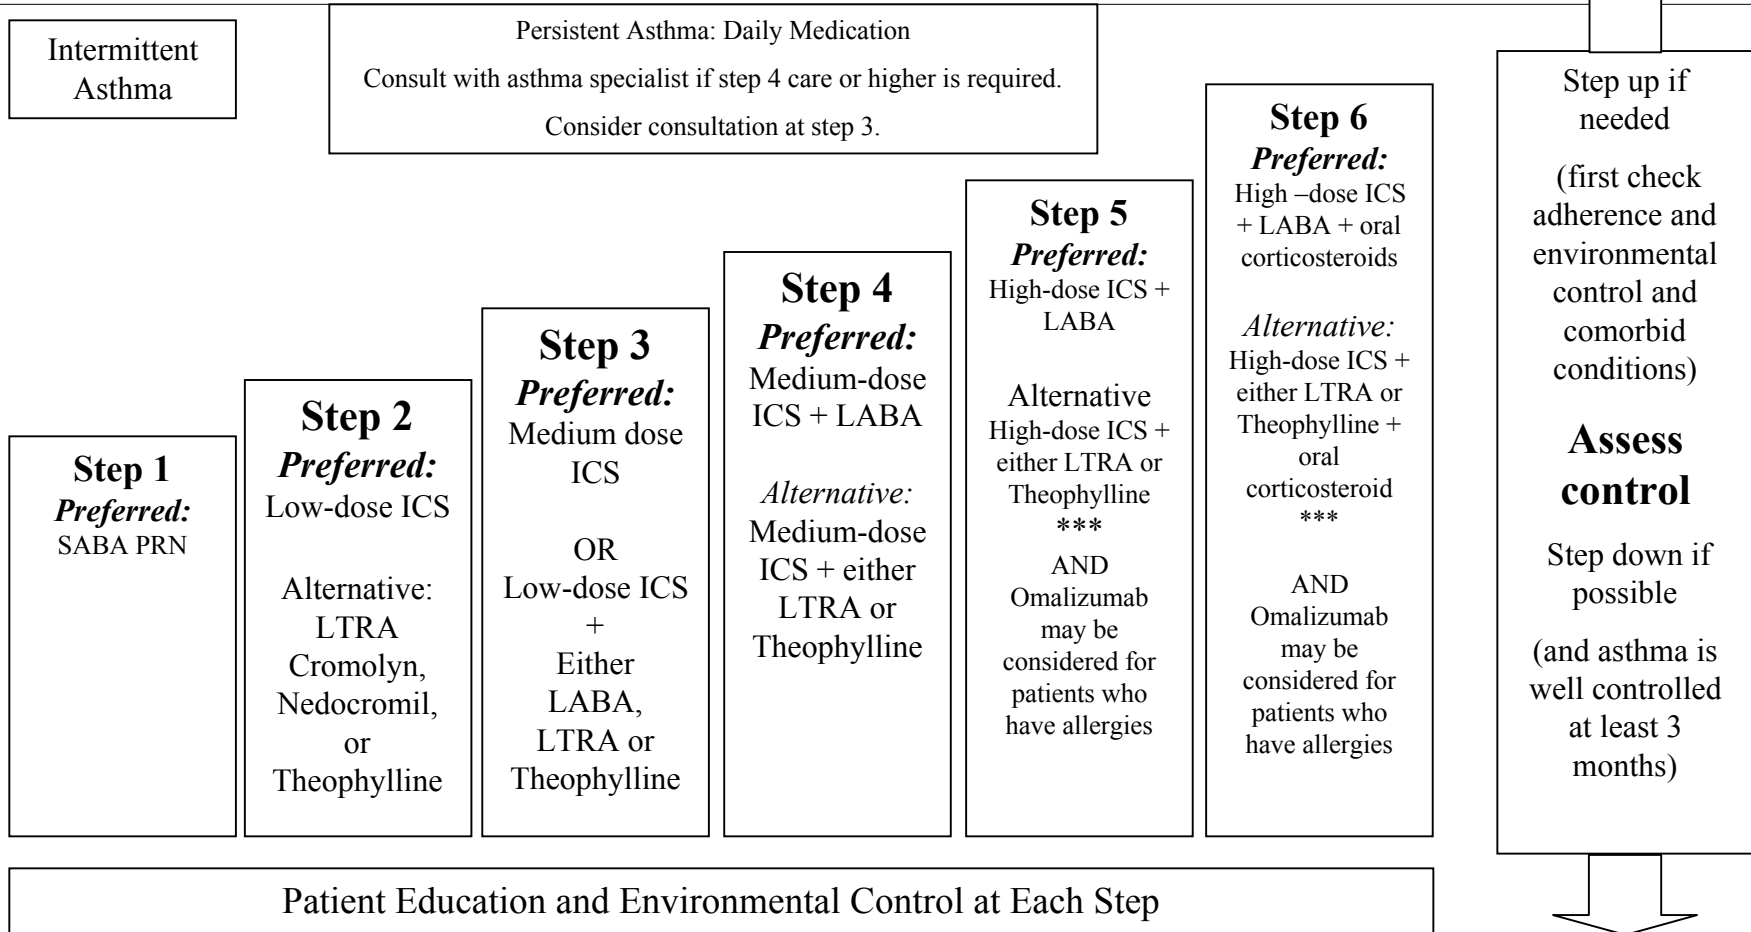 Intermittent
Asthma
Persistent Asthma: Daily Medication
Consult with asthma specialist if step 4 care or higher is required.
Consider consultation at step 3.
Step 1
Preferred:
SABA PRN
Step 2
Preferred:
Low-dose ICS
Alternative:
LTRA
Cromolyn,
Nedocromil,
or
Theophylline
Step 3
Preferred:
Medium dose
ICS
OR
Low-dose ICS
+
Either
LABA,
LTRA or
Theophylline
Step 4
Preferred:
Medium-dose
ICS + LABA
Alternative:
Medium-dose
ICS + either
LTRA or
Theophylline
Step 5
Preferred:
High-dose ICS +
LABA
Alternative
High-dose ICS +
either LTRA or
Theophylline
***
AND
Omalizumab
may be
considered for
patients who
have allergies
Step 6
Preferred:
High –dose ICS
+ LABA + oral
corticosteroids
Alternative:
High-dose ICS +
either LTRA or
Theophylline +
oral
corticosteroid
***
AND
Omalizumab
may be
considered for
patients who
have allergies
Step up if
needed
(first check
adherence and
environmental
control and
comorbid
conditions)
Assess
control
Step down if
possible
(and asthma is
well controlled
at least 3
months)
Patient Education and Environmental Control at Each Step